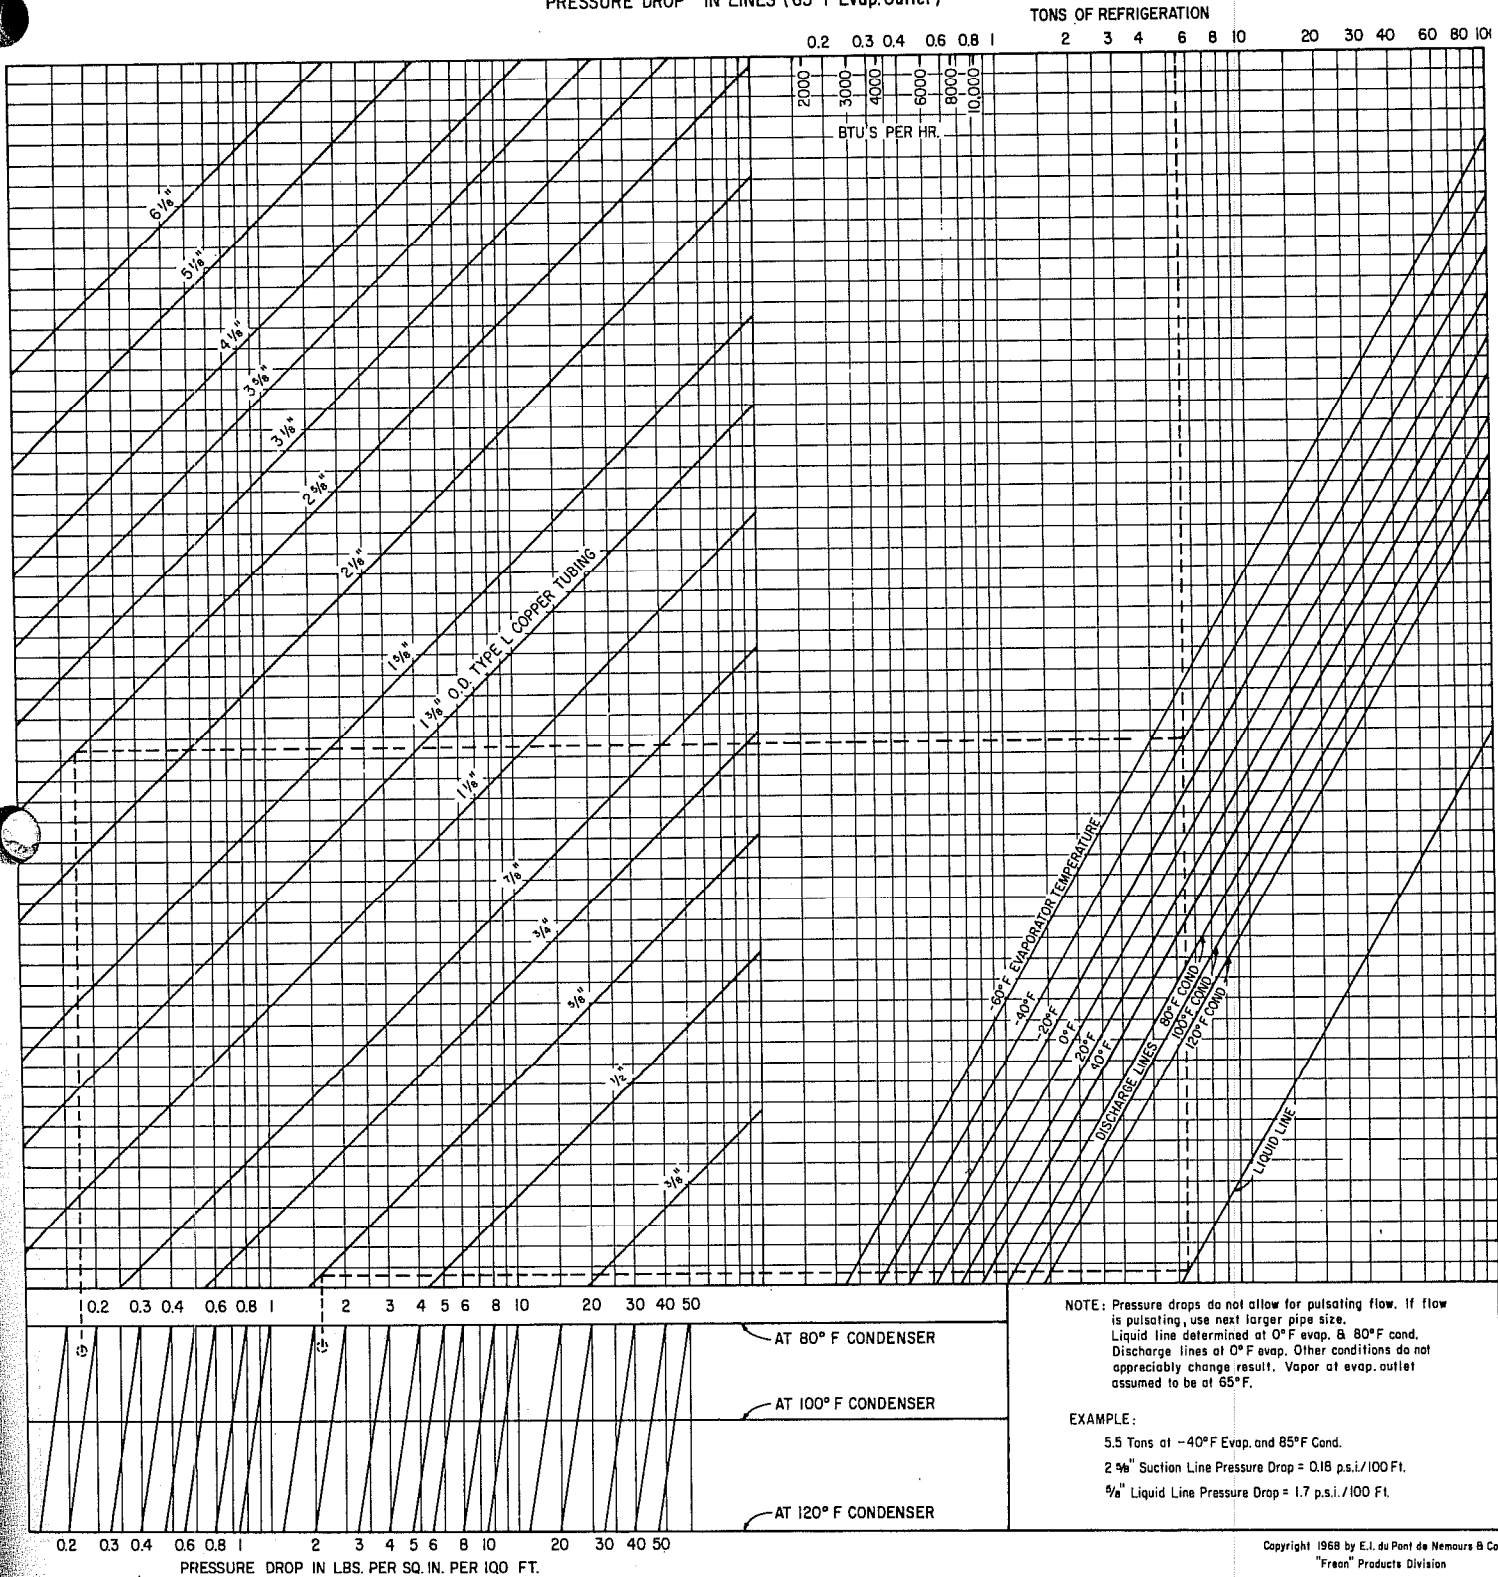 PRESSURE DROP IN LINES (65°F Evap. Outlet)
TONS OF REFRIGERATION
0.2 0.3 0.4 0.6 0.8 1 2 3 4 6 8 10 20 30 40 60 80 10
2000 3000 4000 6000 8000 10,000
BTU'S PER HR.
6 1/8"
5 1/8"
4 1/8"
3 5/8"
3 1/8"
2 5/8"
2 1/8"
1 5/8"
1 3/8" O.D. TYPE L COPPER TUBING
1 1/8"
7/8"
3/4"
5/8"
1/2"
3/8"
-60°F EVAPORATOR TEMPERATURE
-40°F
-20°F
0°F
20°F
40°F
DISCHARGE LINES
80°F COND
100°F COND
120°F COND
LIQUID LINE
0.2 0.3 0.4 0.6 0.8 1 2 3 4 5 6 8 10 20 30 40 50
AT 80° F CONDENSER
AT 100° F CONDENSER
AT 120° F CONDENSER
0.2 0.3 0.4 0.6 0.8 1 2 3 4 5 6 8 10 20 30 40 50
PRESSURE DROP IN LBS. PER SQ. IN. PER 100 FT.
NOTE: Pressure drops do not allow for pulsating flow. If flow
is pulsating, use next larger pipe size.
Liquid line determined at 0°F evap. & 80°F cond.
Discharge lines at 0°F evap. Other conditions do not
appreciably change result. Vapor at evap. outlet
assumed to be at 65°F.
EXAMPLE:
5.5 Tons at -40°F Evap. and 85°F Cond.
2 5/8" Suction Line Pressure Drop = 0.18 p.s.i./100 Ft.
5/8" Liquid Line Pressure Drop = 1.7 p.s.i./100 Ft.
Copyright 1968 by E.I. du Pont de Nemours & Co
"Freon" Products Division